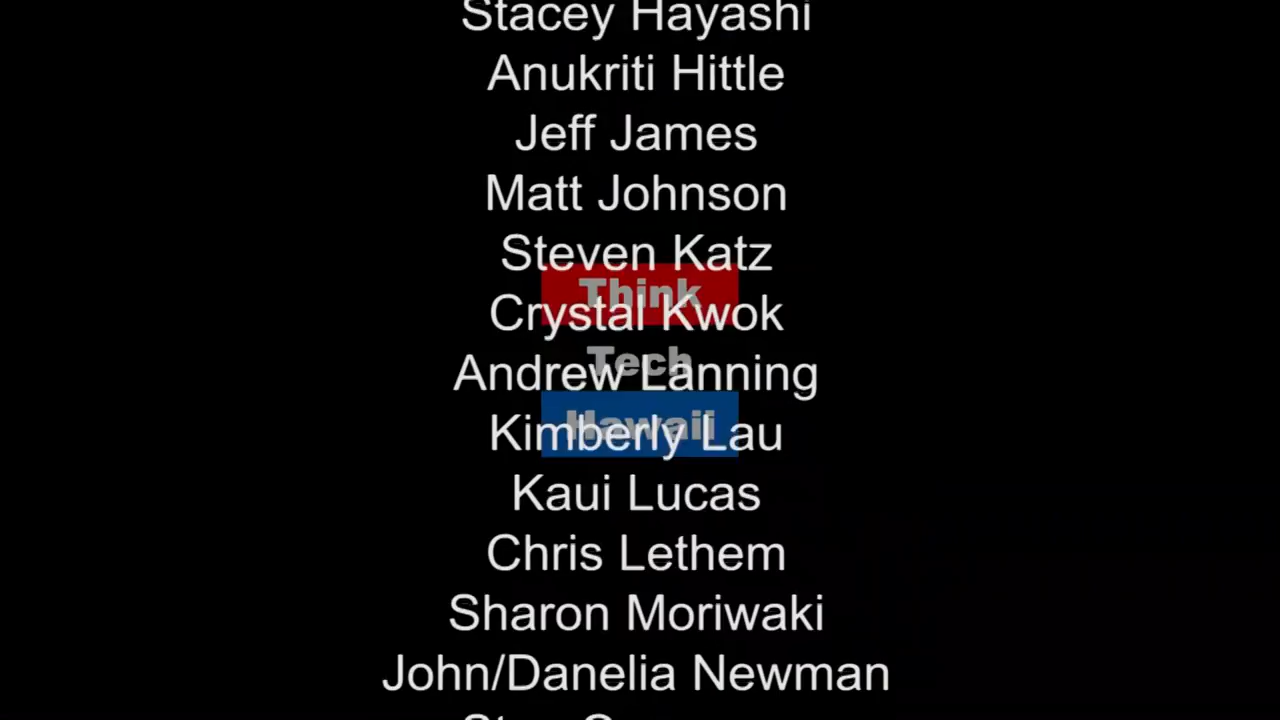 Stacey Hayashi
Anukriti Hittle
Jeff James
Matt Johnson
Steven Katz
Think
Crystal Kwok
Tech
Andrew Lanning
Hawaii
Kimberly Lau
Kaui Lucas
Chris Lethem
Sharon Moriwaki
John/Danelia Newman